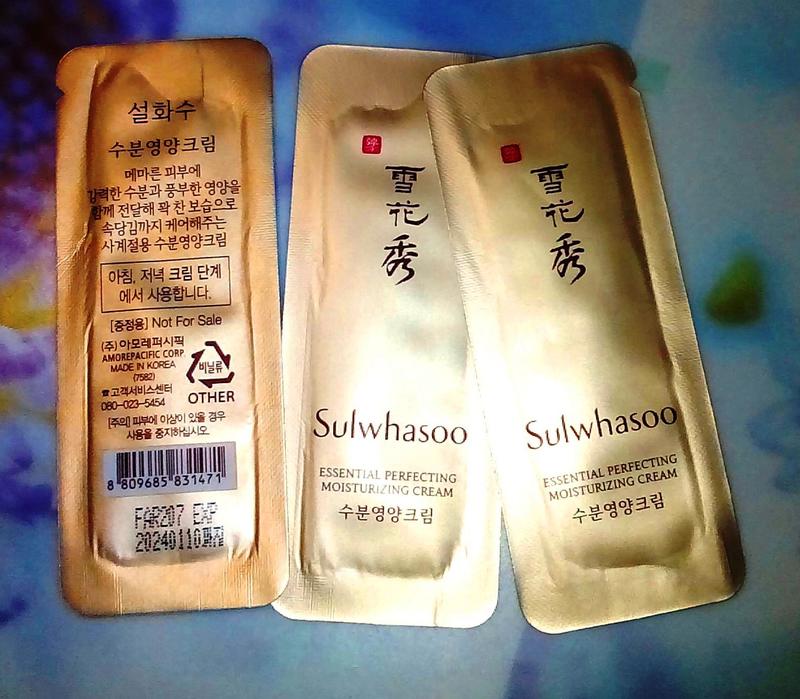 설화수
수분영양크림
메마른 피부에
강력한 수분과 풍부한 영양을
함께 전달해 꽉 찬 보습으로
속당김까지 케어해주는
사계절용 수분영양크림
아침, 저녁 크림 단계
에서 사용합니다.
[증정용] Not For Sale
(주) 아모레퍼시픽
AMOREPACIFIC CORP.
MADE IN KOREA
(7582)
☎고객서비스센터
080-023-5454
비닐류
OTHER
[주의] 피부에 이상이 있을 경우
사용을 중지하십시오.
8 809685 831471
FAR207 EXP
20240110까지
雪
花
秀
Sulwhasoo
ESSENTIAL PERFECTING
MOISTURIZING CREAM
수분영양크림
雪
花
秀
Sulwhasoo
ESSENTIAL PERFECTING
MOISTURIZING CREAM
수분영양크림